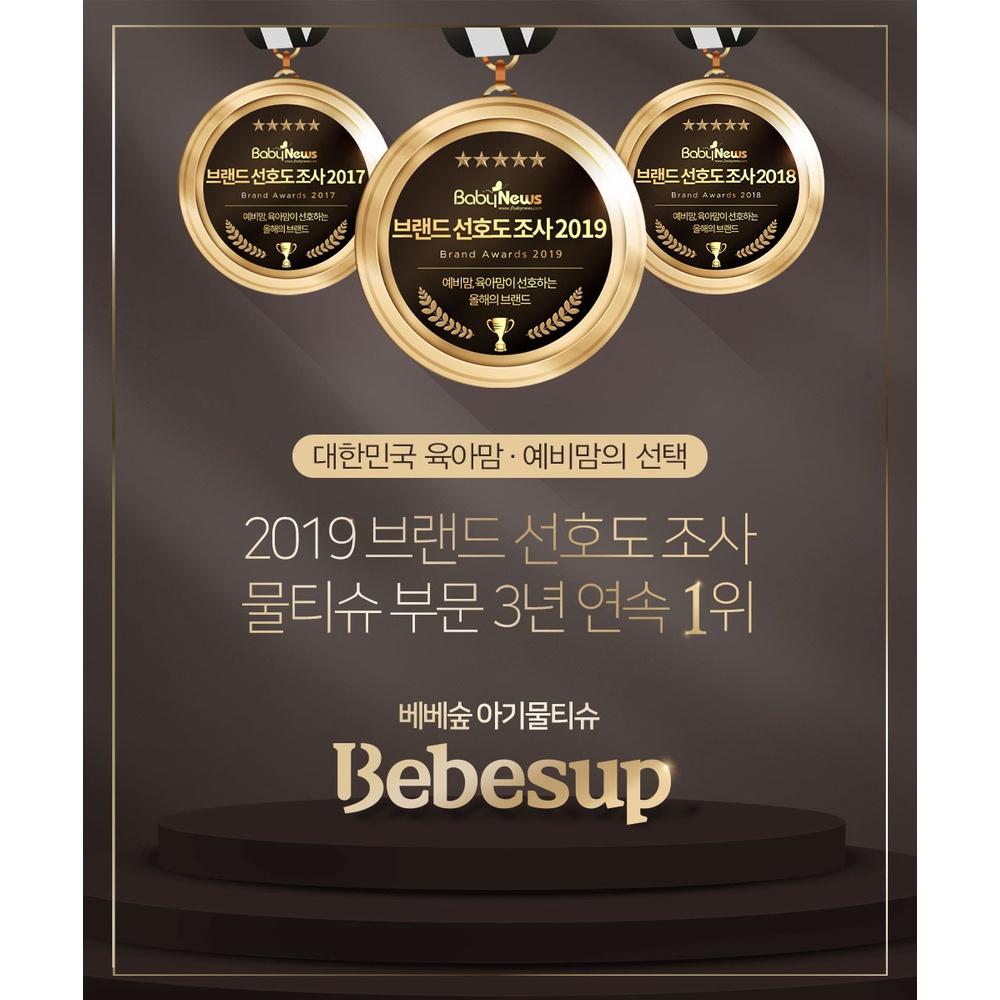 BabyNews
브랜드 선호도 조사 2017
Brand Awards 2017
예비맘, 육아맘이 선호하는
올해의 브랜드
BabyNews
www.ibabynews.com
브랜드 선호도 조사 2019
Brand Awards 2019
예비맘, 육아맘이 선호하는
올해의 브랜드
BabyNews
브랜드 선호도 조사 2018
Brand Awards 2018
예비맘, 육아맘이 선호하는
올해의 브랜드
대한민국 육아맘 · 예비맘의 선택
2019 브랜드 선호도 조사
물티슈 부문 3년 연속 1위
베베숲 아기물티슈
Bebesup